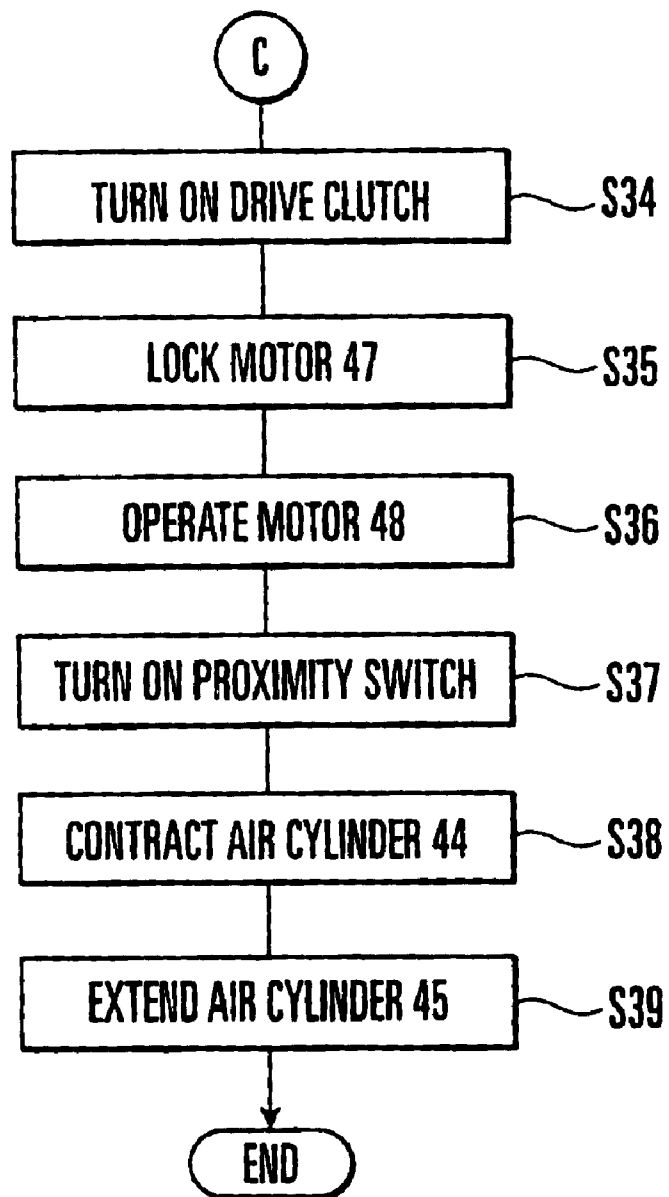 C
TURN ON DRIVE CLUTCH S34
LOCK MOTOR 47 S35
OPERATE MOTOR 48 S36
TURN ON PROXIMITY SWITCH S37
CONTRACT AIR CYLINDER 44 S38
EXTEND AIR CYLINDER 45 S39
END